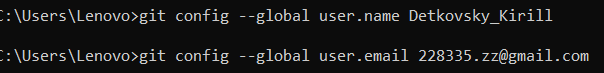 C:\Users\Lenovo>git config --global user.name Detkovsky_Kirill
C:\Users\Lenovo>git config --global user.email 228335.zz@gmail.com